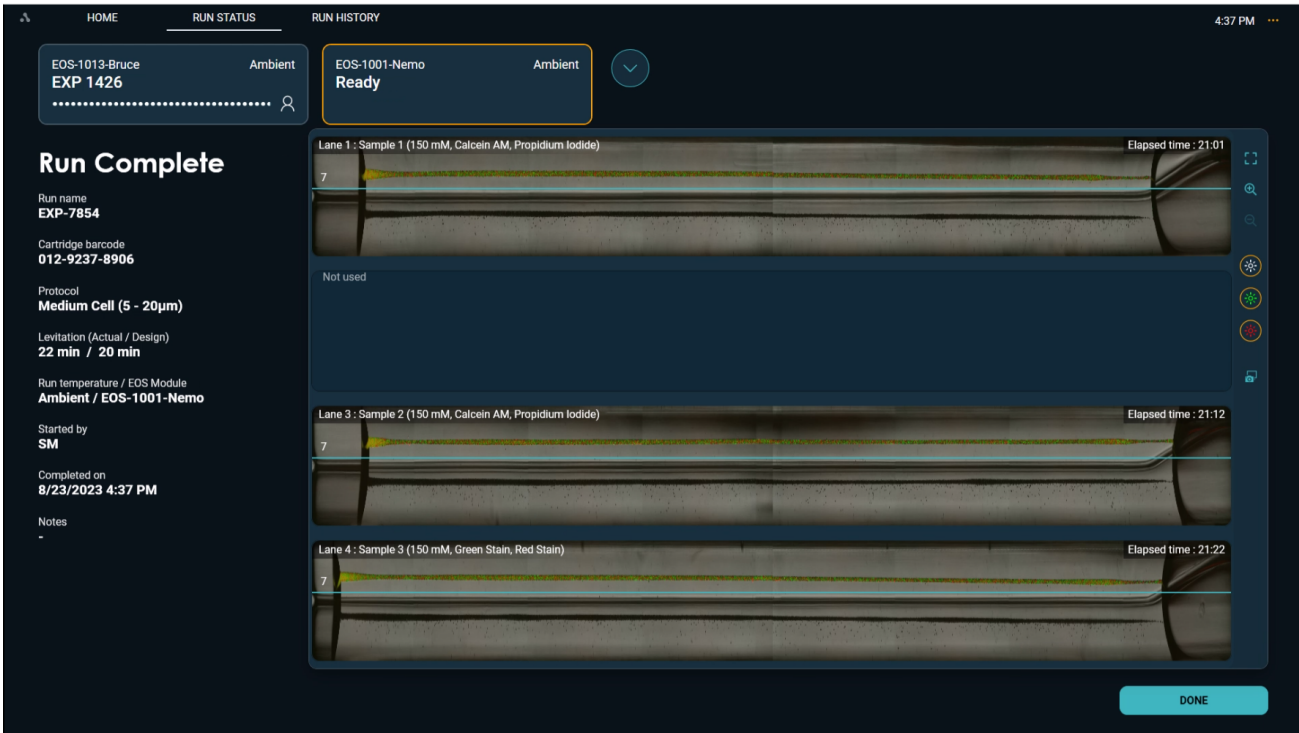 HOME
RUN STATUS
RUN HISTORY
4:37 PM
EOS-1013-Bruce
Ambient
EXP 1426
EOS-1001-Nemo
Ambient
Ready
Run Complete
Run name
EXP-7854
Cartridge barcode
012-9237-8906
Protocol
Medium Cell (5 - 20µm)
Levitation (Actual / Design)
22 min / 20 min
Run temperature / EOS Module
Ambient / EOS-1001-Nemo
Started by
SM
Completed on
8/23/2023 4:37 PM
Notes
-
Lane 1 : Sample 1 (150 mM, Calcein AM, Propidium Iodide)
Elapsed time : 21:01
7
Not used
Lane 3 : Sample 2 (150 mM, Calcein AM, Propidium Iodide)
Elapsed time : 21:12
7
Lane 4 : Sample 3 (150 mM, Green Stain, Red Stain)
Elapsed time : 21:22
7
DONE